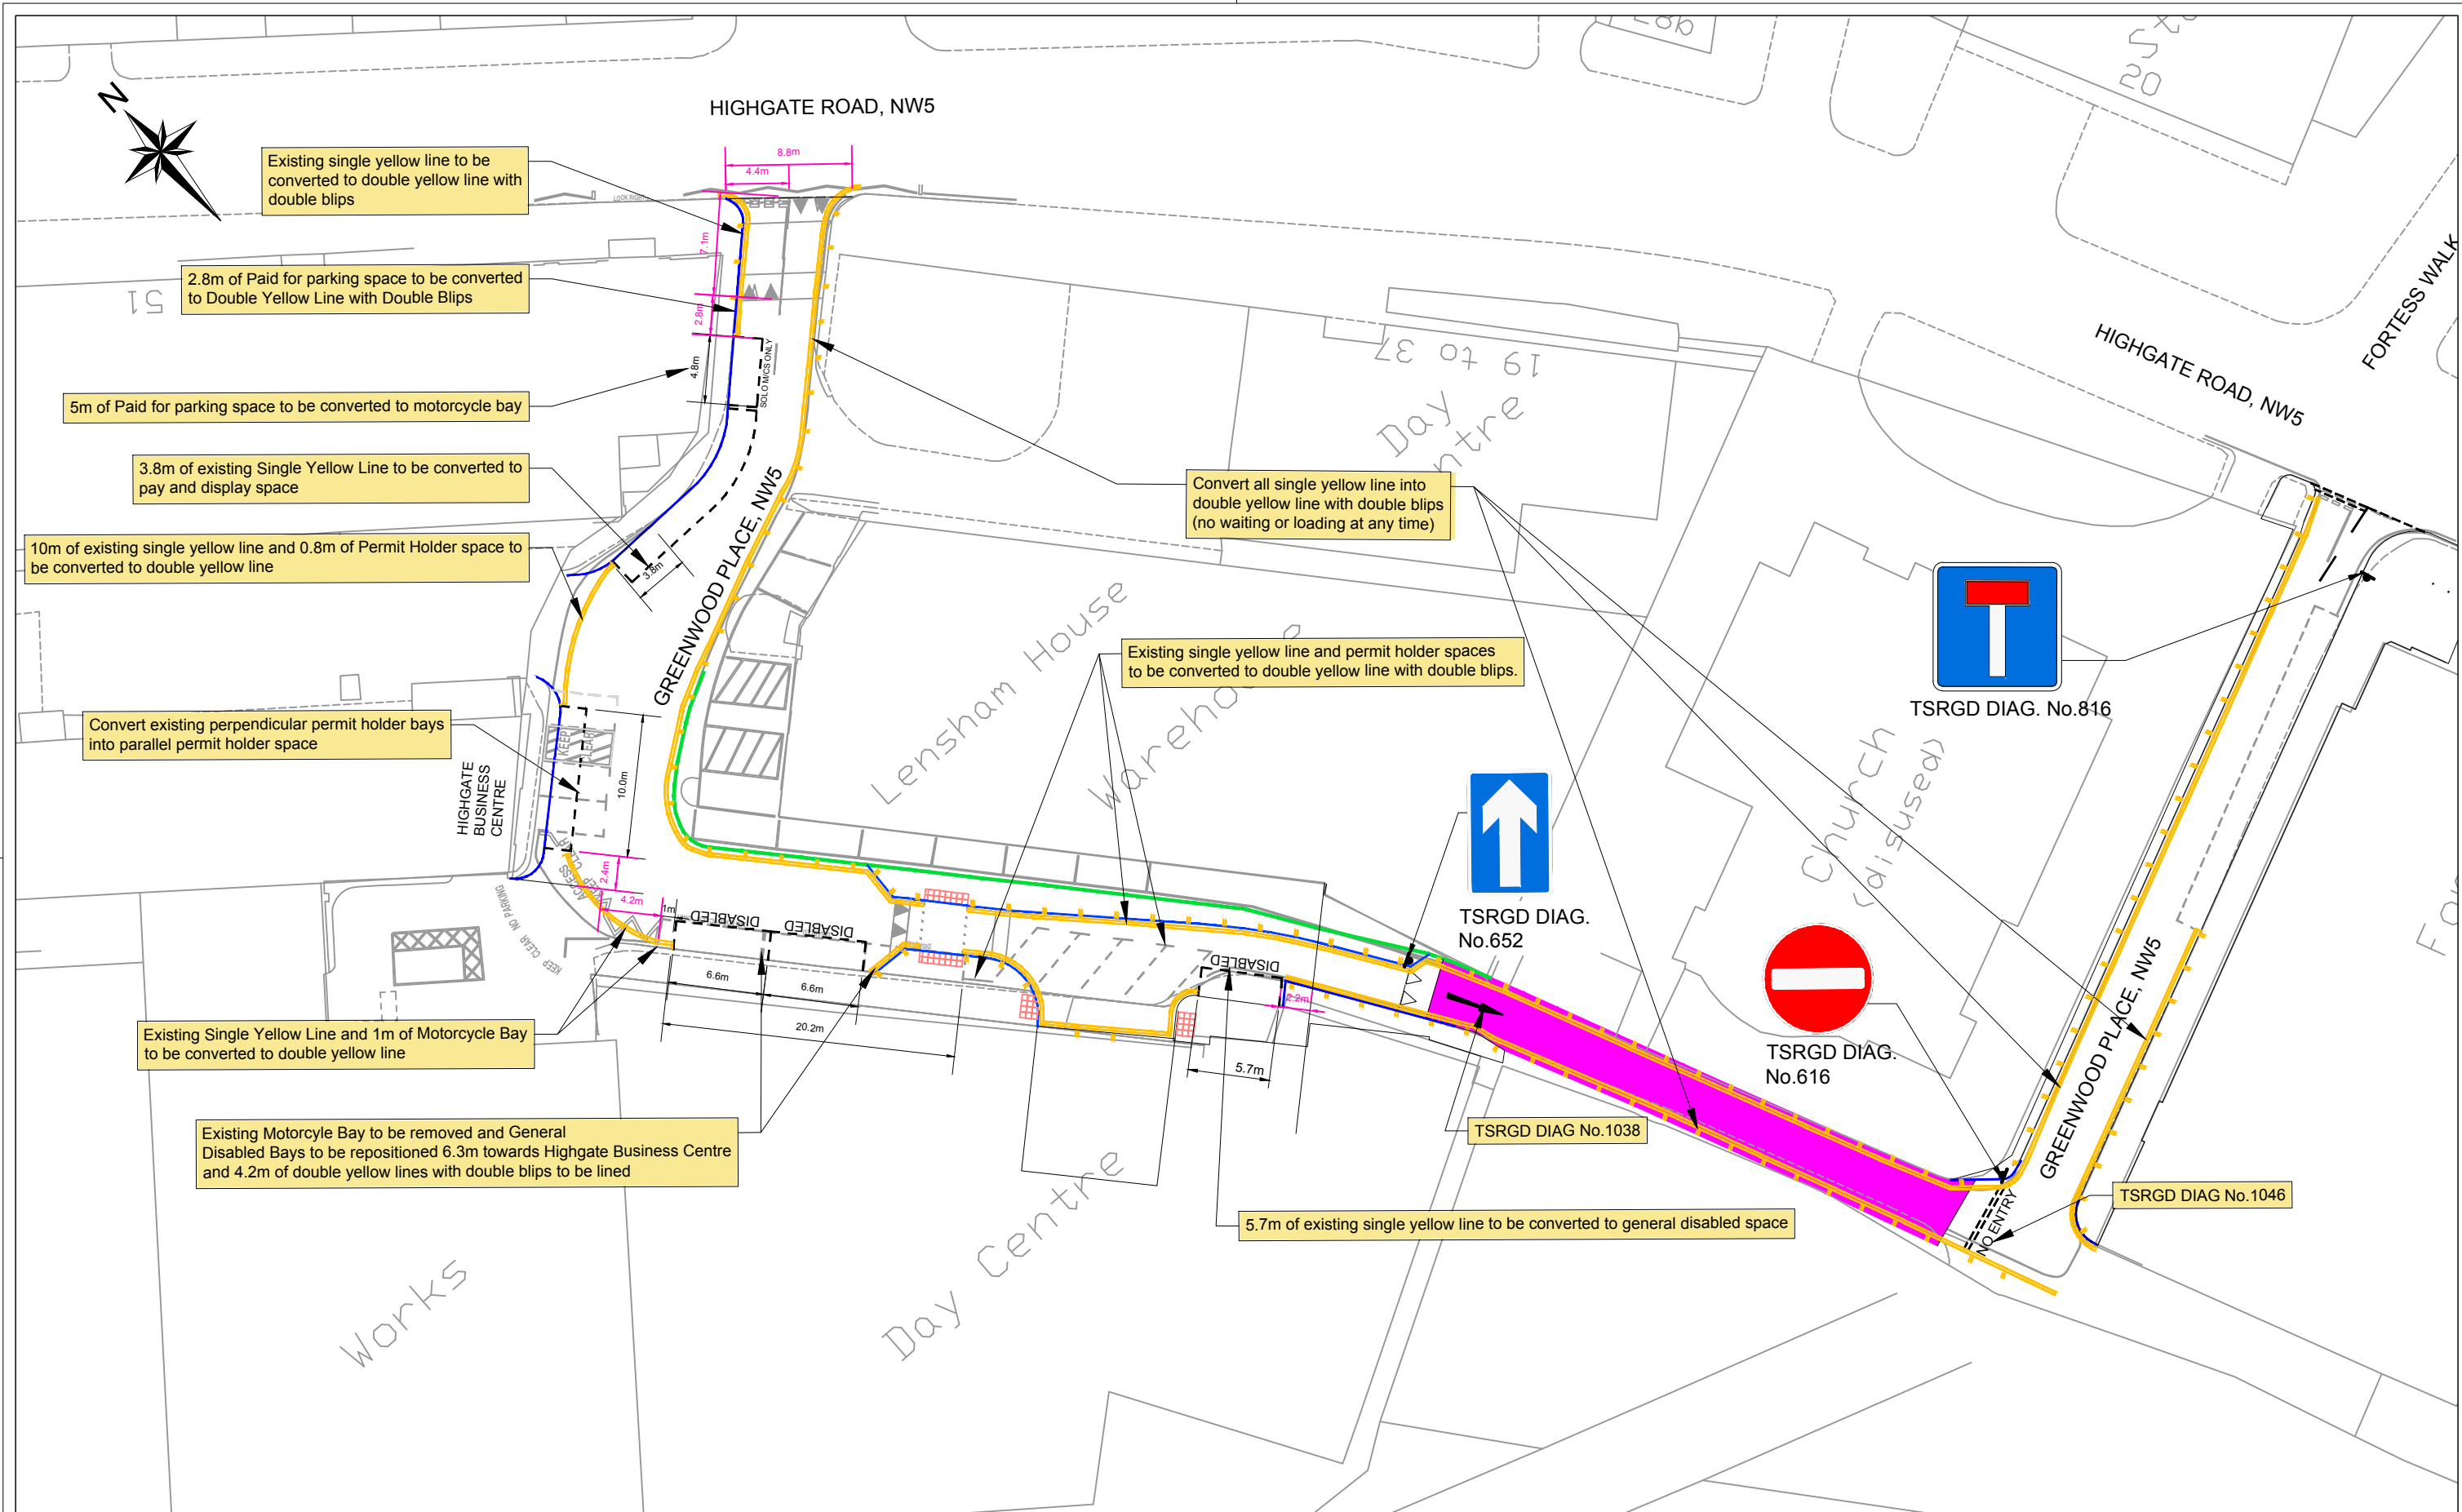 HIGHGATE ROAD, NW5
N
Existing single yellow line to be
converted to double yellow line with
double blips
8.8m
4.4m
LOOK RIGHT
7.1m
2.8m of Paid for parking space to be converted
to Double Yellow Line with Double Blips
51
2.8m
5m of Paid for parking space to be converted to motorcycle bay
4.8m
SOLO M/CS ONLY
3.8m of existing Single Yellow Line to be converted to
pay and display space
10m of existing single yellow line and 0.8m of Permit Holder space to
be converted to double yellow line
3.8m
GREENWOOD PLACE, NW5
Convert existing perpendicular permit holder bays
into parallel permit holder space
HIGHGATE
BUSINESS
CENTRE
KEEP
CLEAR
10.0m
2.4m
4.2m
1m
KEEP CLEAR NO PARKING
DISABLED
DISABLED
6.6m
6.6m
20.2m
Existing Single Yellow Line and 1m of Motorcycle Bay
to be converted to double yellow line
Existing Motorcyle Bay to be removed and General
Disabled Bays to be repositioned 6.3m towards Highgate Business Centre
and 4.2m of double yellow lines with double blips to be lined
Works
Day Centre
19 to 37
Day
ntre
Convert all single yellow line into
double yellow line with double blips
(no waiting or loading at any time)
Lensham House
Warehouse
Existing single yellow line and permit holder spaces
to be converted to double yellow line with double blips.
DISABLED
2.2m
5.7m
5.7m of existing single yellow line to be converted to general disabled space
TSRGD DIAG.
No.652
TSRGD DIAG No.1038
Church
(disused)
TSRGD DIAG.
No.616
TSRGD DIAG. No.816
HIGHGATE ROAD, NW5
FORTESS WALK
20
GREENWOOD PLACE, NW5
NO ENTRY
TSRGD DIAG No.1046